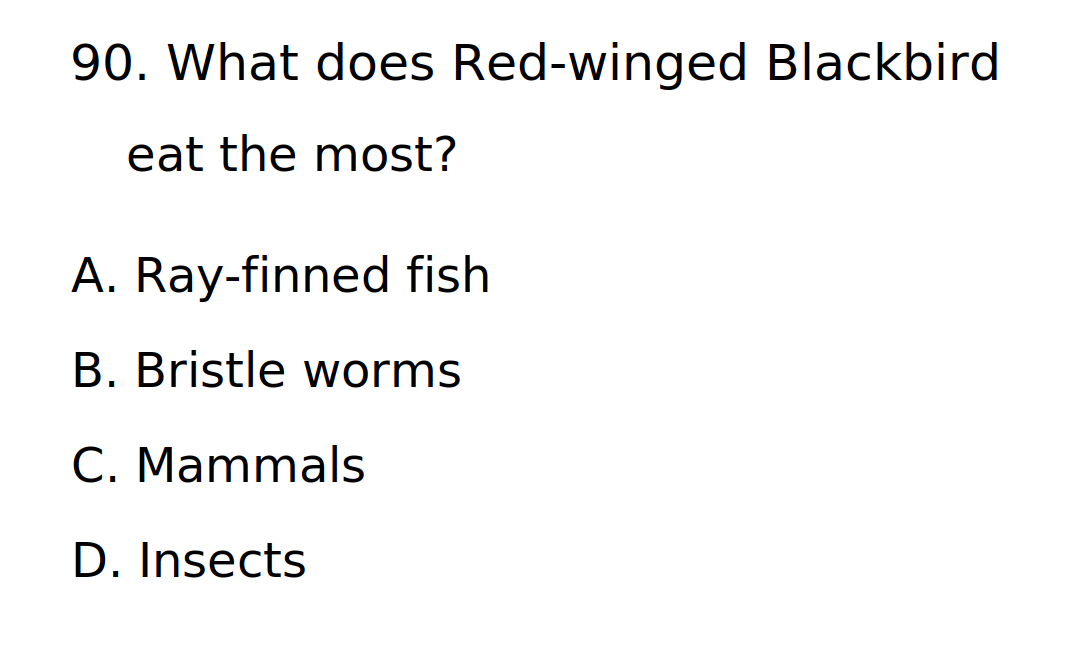 90. What does Red-winged Blackbird
eat the most?
A. Ray-finned fish
B. Bristle worms
C. Mammals
D. Insects